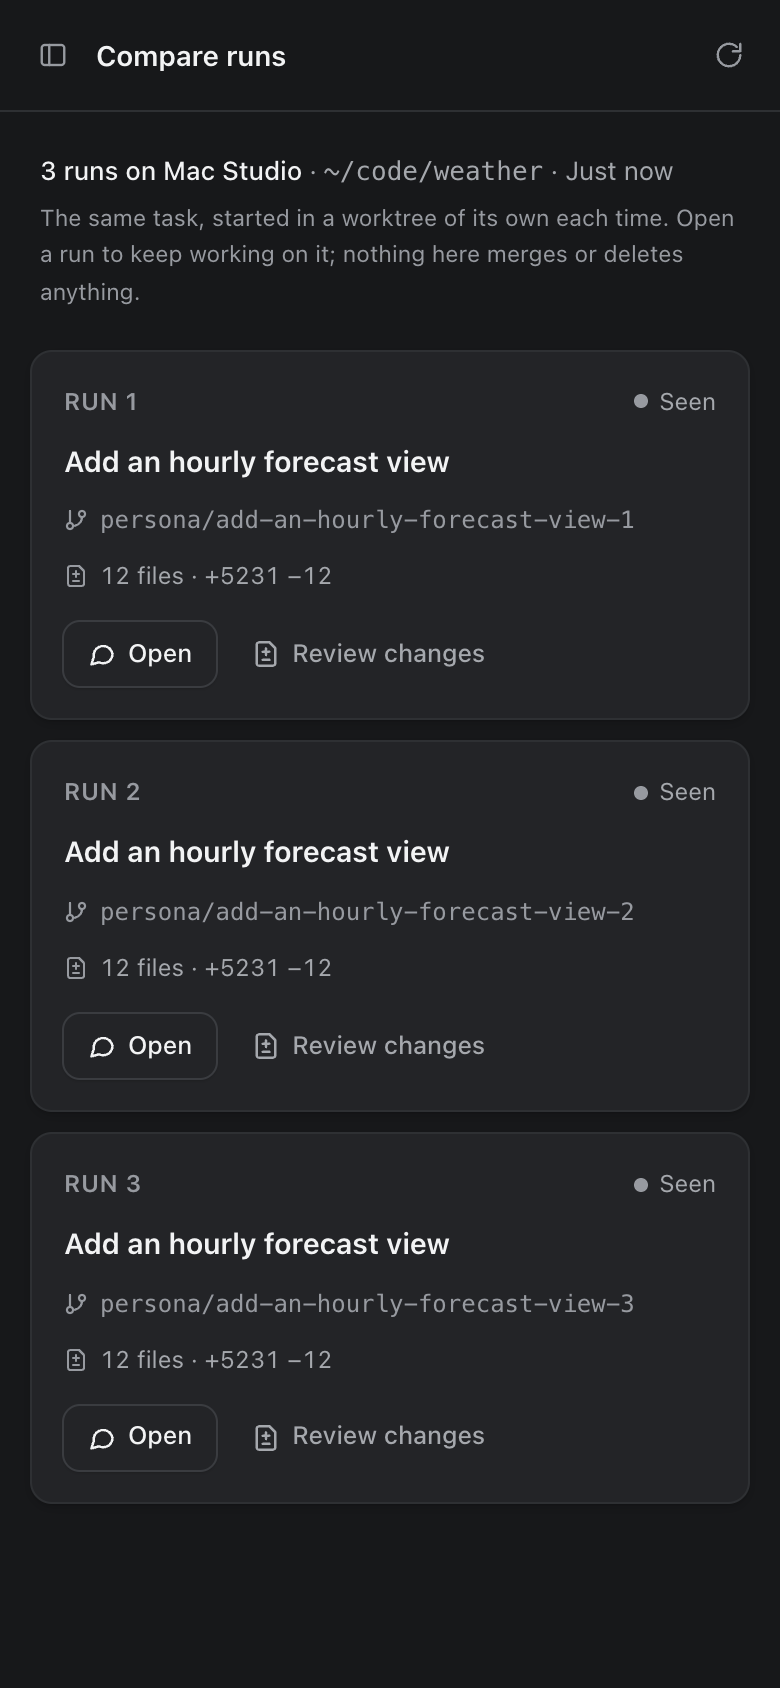 Compare runs
3 runs on Mac Studio · ~/code/weather · Just now
The same task, started in a worktree of its own each time. Open
a run to keep working on it; nothing here merges or deletes
anything.
RUN 1
Seen
Add an hourly forecast view
persona/add-an-hourly-forecast-view-1
12 files · +5231 −12
Open
Review changes
RUN 2
Seen
Add an hourly forecast view
persona/add-an-hourly-forecast-view-2
12 files · +5231 −12
Open
Review changes
RUN 3
Seen
Add an hourly forecast view
persona/add-an-hourly-forecast-view-3
12 files · +5231 −12
Open
Review changes